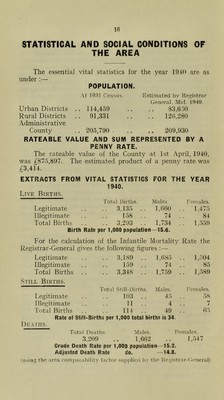 16
STATISTICAL AND SOCIAL CONDITIONS OF
THE AREA
The essential vital statistics for the year 1940 are as
under :—
POPULATION.
At 1931 Census. Estimated by Registrar
General, Mid. 1940.
Urban Districts .. 114,459 .. 83,650
Rural Districts .. 91,331 .. 126,280
Administrative
County .. 205,790 .. 209,930
RATEABLE VALUE AND SUM REPRESENTED BY A
PENNY RATE.
The rateable value of the County at 1st April, 1940,
was £875,897. The estimated product of a penny rate was
£3,414.
EXTRACTS FROM VITAL STATISTICS FOR THE YEAR
1940.
LIVE BIRTHS.
Total Births. Males. Females.
Legitimate .. 3,135 .. 1,660 .. 1,475
Illegitimate .. 158 .. 74 .. 84
Total Births .. 3,293 .. 1,734 .. 1,559
Birth Rate per 1,000 population—15.6.
For the calculation of the Infantile Mortality Rate the
Registrar-General gives the following figures :—
Legitimate .. 3,189 .. 1,685 .. 1,504
Illegitimate .. 159 .. 74 .. 85
Total Births .. 3,348 .. 1,759 .. 1,589
STILL BIRTHS.
Total Still-Births. Males. Females.
Legitimate .. 103 .. 45 .. 58
Illegitimate .. 11 .. 4 .. 7
Total Births .. 114 .. 49 .. 65
Rate of Still-Births per 1,000 total births is 34.
DEATHS.
Total Deaths. Males. Females.
3,209 .. 1,662 .. 1,547
Crude Death Rate per 1,000 population—15.2.
Adjusted Death Rate do. —14.8.
(using the area comparability factor supplied by the Registrar-General)